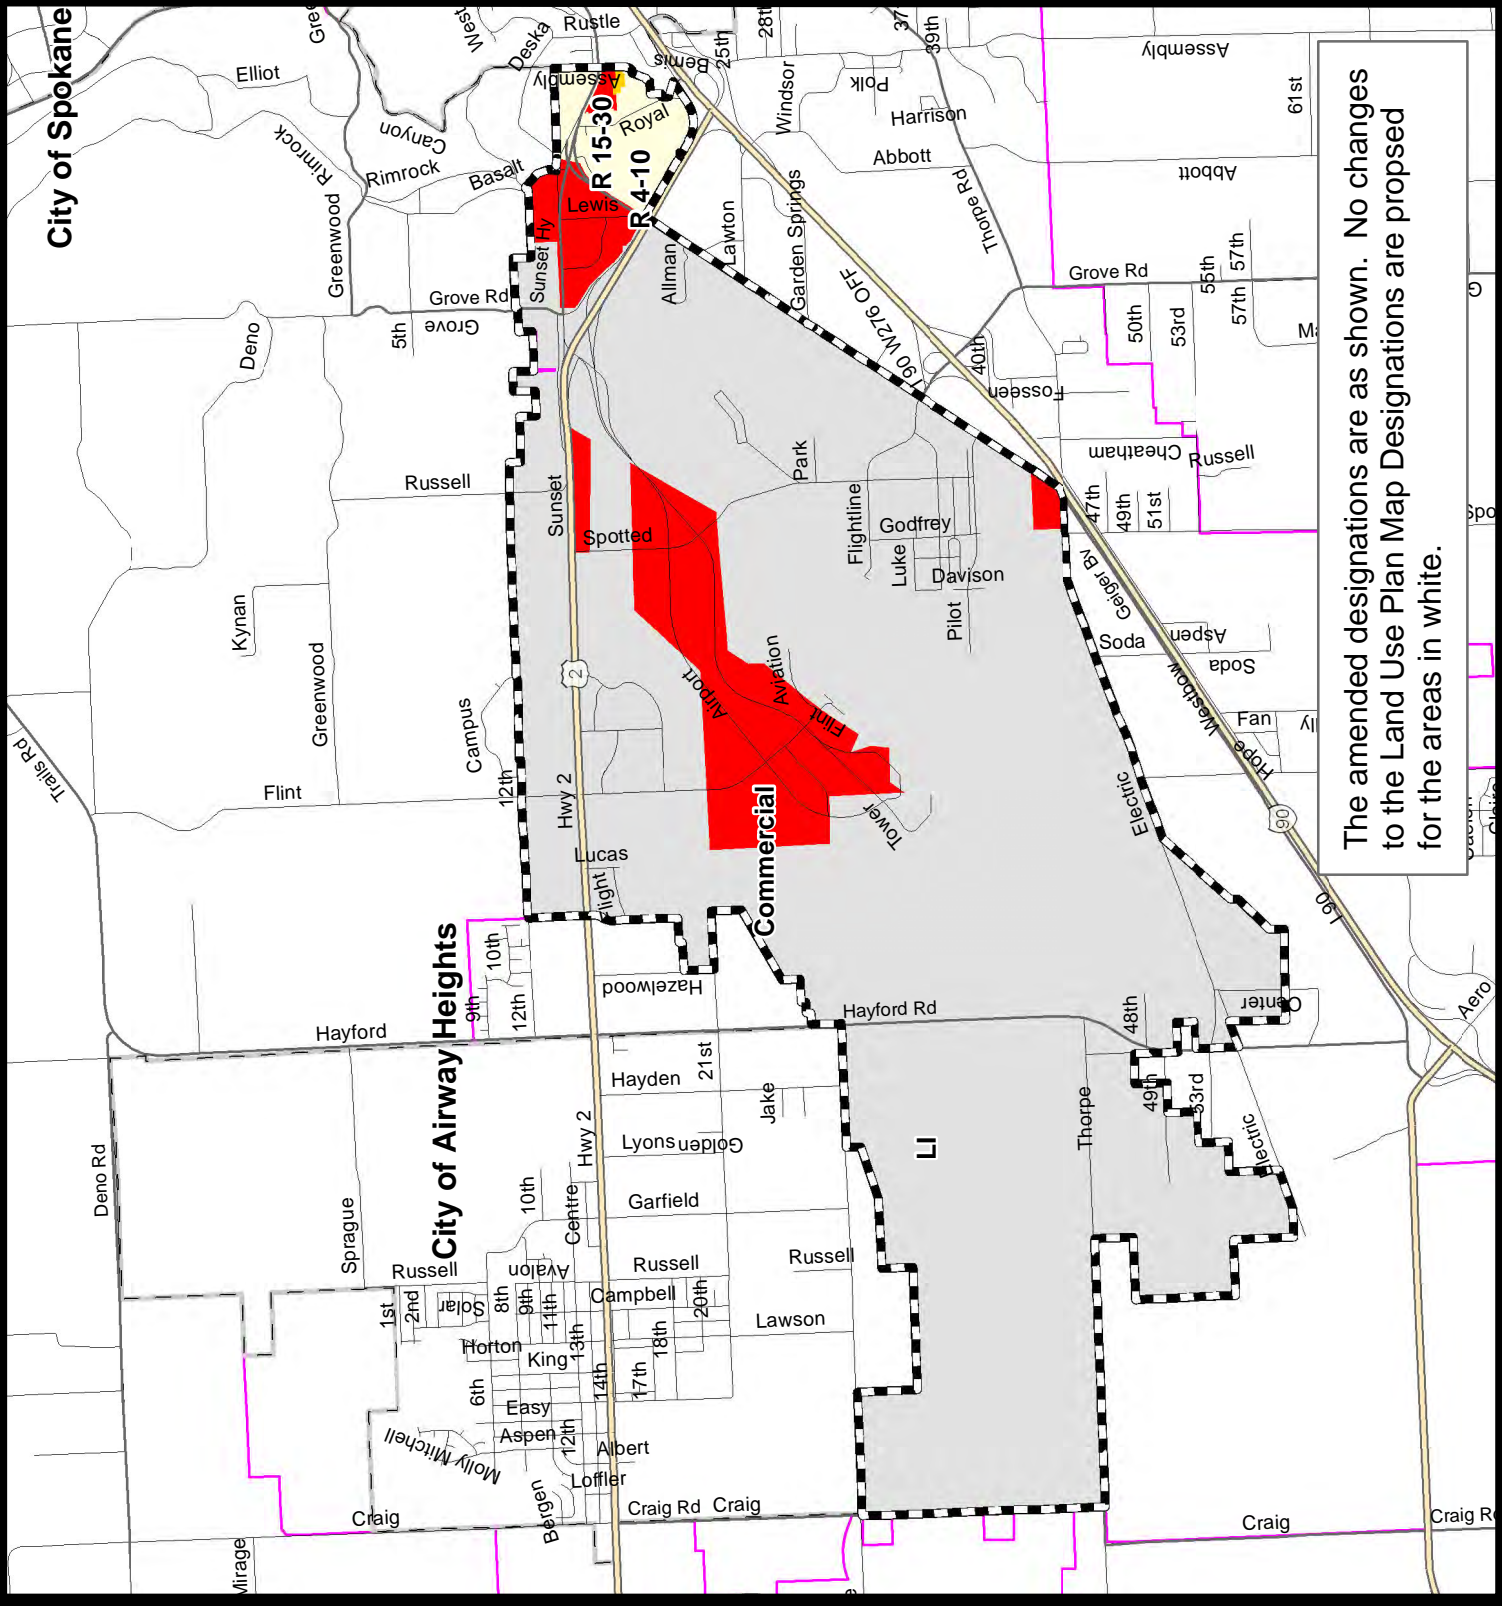 City of Spokane
Elliot
Canyon
Rimrock
Rimrock
Basalt
Greenwood
Deska
Rustle
West
Assembly
Bemis
25th
28th
37th
39th
Assembly
61st
Windsor
Polk
Harrison
Abbott
Abbott
Royal
R 15-30
R 4-10
Lewis
Sunset Hy
Grove Rd
Grove
5th
Deno
Allman
Lawton
Garden Springs
Thorpe Rd
Grove Rd
I 90 W276 OFF
40th
Fosseen
50th
53rd
55th
57th
57th
Cheatham
Russell
47th
49th
51st
Russell
Sunset
Spotted
Park
Flightline
Godfrey
Luke
Davison
Pilot
Geiger Bv
Soda
Aspen
Soda
Westbow
Fan
Hope
Kynan
Greenwood
Campus
12th
Flint
Trails Rd
2
Hwy 2
Airport
Aviation
Flint
Tower
Commercial
Electric
90
I 90
Lucas
Flight
City of Airway Heights
10th
9th
12th
Hazelwood
Hayford
Hayford Rd
48th
Center
Aero
21st
Hayden
Jake
Hwy 2
Lyons
Golden
LI
Thorpe
49th
53rd
Electric
Deno Rd
Sprague
10th
Centre
Garfield
Russell
Avalon
Russell
Russell
1st
2nd
Solar
8th
9th
11th
Campbell
20th
Lawson
Horton
King
13th
18th
6th
14th
17th
Easy
Aspen
12th
Albert
Molly Mitchell
Loffler
Bergen
Craig
Craig Rd
Craig
Craig
Craig Rd
Mirage
The amended designations are as shown. No changes
to the Land Use Plan Map Designations are propsed
for the areas in white.